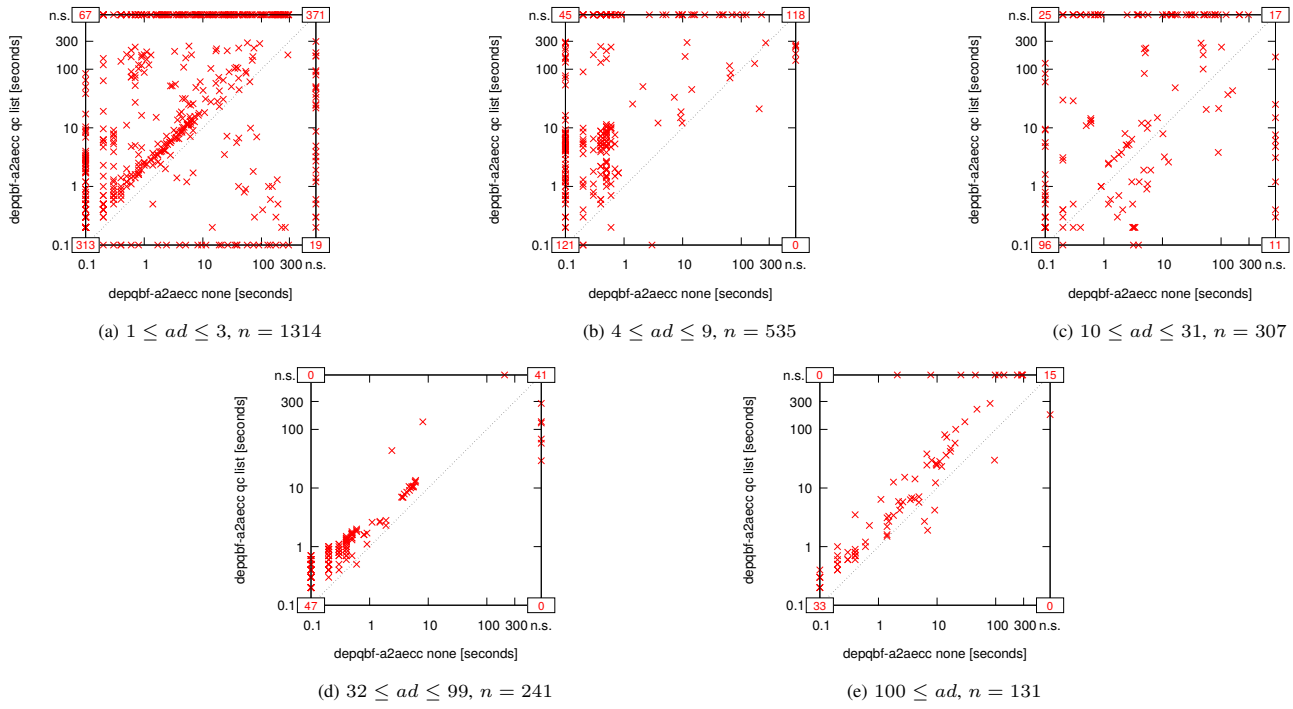 67
371
n.s.
300
100
10
1
0.1
313
19
0.1
1
10
100
300
n.s.
depqbf-a2aecc qc list [seconds]
depqbf-a2aecc none [seconds]
(a) 1 ≤ ad ≤ 3, n = 1314
45
118
n.s.
300
100
10
1
0.1
121
0
0.1
1
10
100
300
n.s.
depqbf-a2aecc qc list [seconds]
depqbf-a2aecc none [seconds]
(b) 4 ≤ ad ≤ 9, n = 535
25
17
n.s.
300
100
10
1
0.1
96
11
0.1
1
10
100
300
n.s.
depqbf-a2aecc qc list [seconds]
depqbf-a2aecc none [seconds]
(c) 10 ≤ ad ≤ 31, n = 307
0
41
n.s.
300
100
10
1
0.1
47
0
0.1
1
10
100
300
n.s.
depqbf-a2aecc qc list [seconds]
depqbf-a2aecc none [seconds]
(d) 32 ≤ ad ≤ 99, n = 241
0
15
n.s.
300
100
10
1
0.1
33
0
0.1
1
10
100
300
n.s.
depqbf-a2aecc qc list [seconds]
depqbf-a2aecc none [seconds]
(e) 100 ≤ ad, n = 131